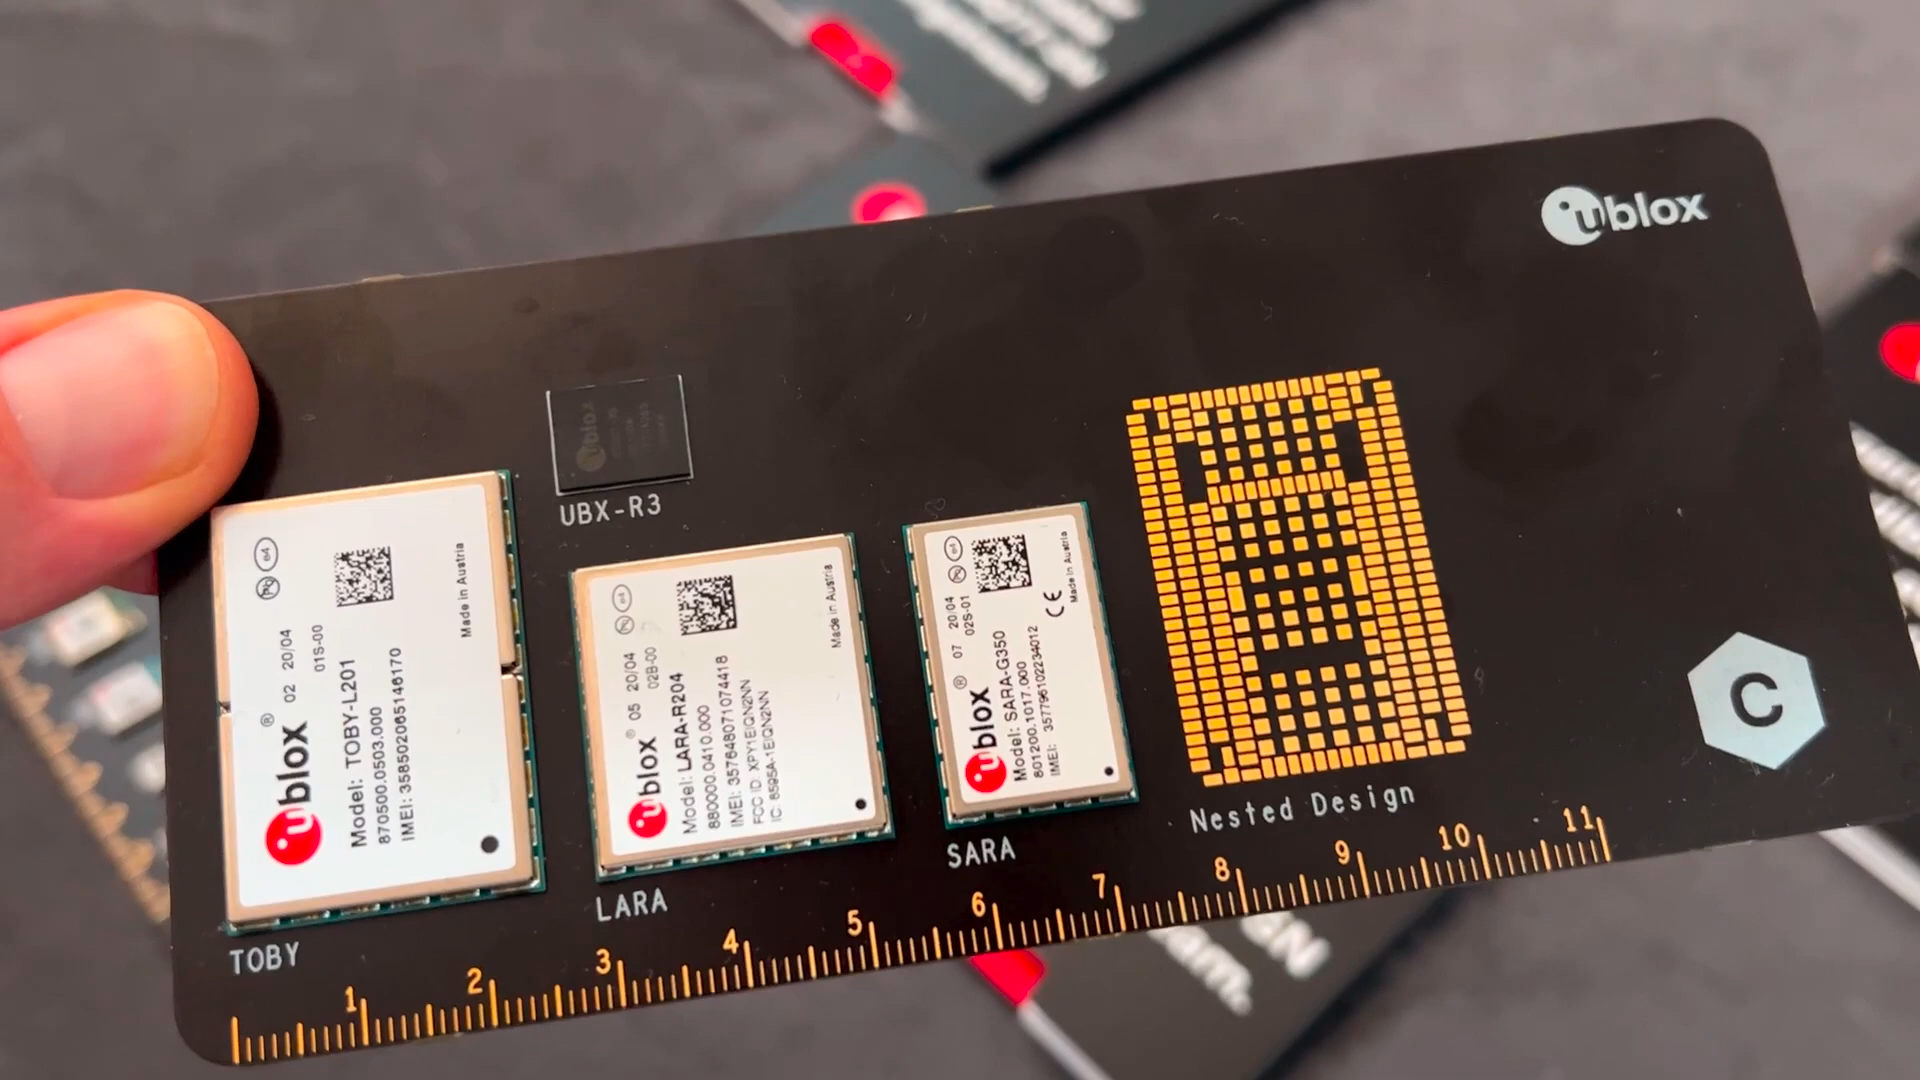 ublox
UBX-R3
ublox® 02 20/04
01S-00
Model: TOBY-L201
870500.0503.000
IMEI: 358502065146170
Made in Austria
TOBY
ublox® 05 20/04
02B-00
Model: LARA-R204
880000.0410.000
IMEI: 357648071074418
FCC ID: XPY1EIQN2NN
IC: 8595A-1EIQN2NN
Made in Austria
LARA
ublox® 07 20/04
02S-01
Model: SARA-G350
801200.1017.000
IMEI: 357796102234012
CE
Made in Austria
SARA
Nested Design
C
1 2 3 4 5 6 7 8 9 10 11